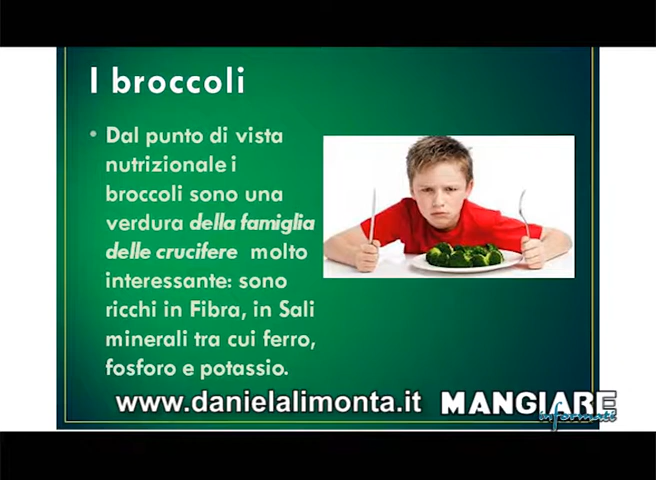 I broccoli
• Dal punto di vista
nutrizionale i
broccoli sono una
verdura della famiglia
delle crucifere molto
interessante: sono
ricchi in Fibra, in Sali
minerali tra cui ferro,
fosforo e potassio.
www.danielalimonta.it MANGIARE
informati